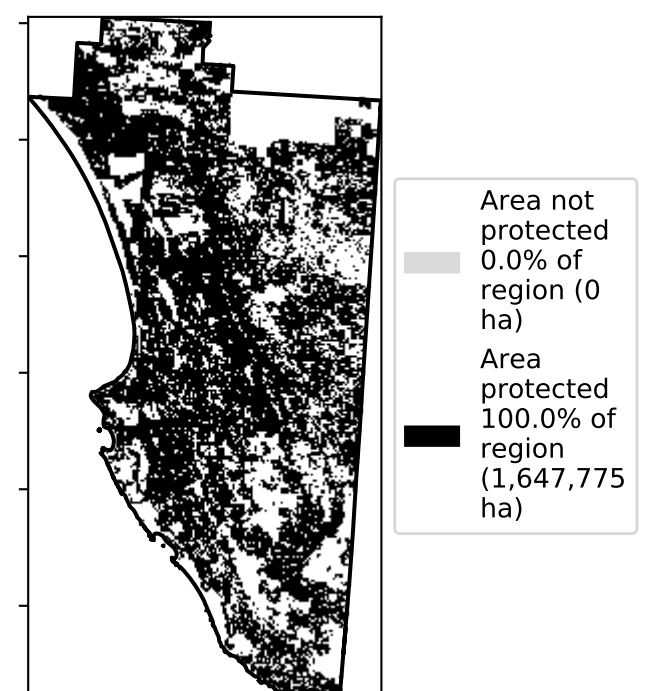 Area not
protected
0.0% of
region (0
ha)
Area
protected
100.0% of
region
(1,647,775
ha)